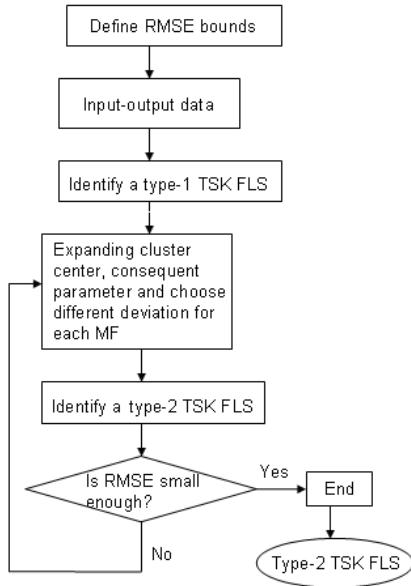 Define RMSE bounds
Input-output data
Identify a type-1 TSK FLS
Expanding cluster
center, consequent
parameter and choose
different deviation for
each MF
Identify a type-2 TSK FLS
Is RMSE small
enough?
Yes
End
No
Type-2 TSK FLS